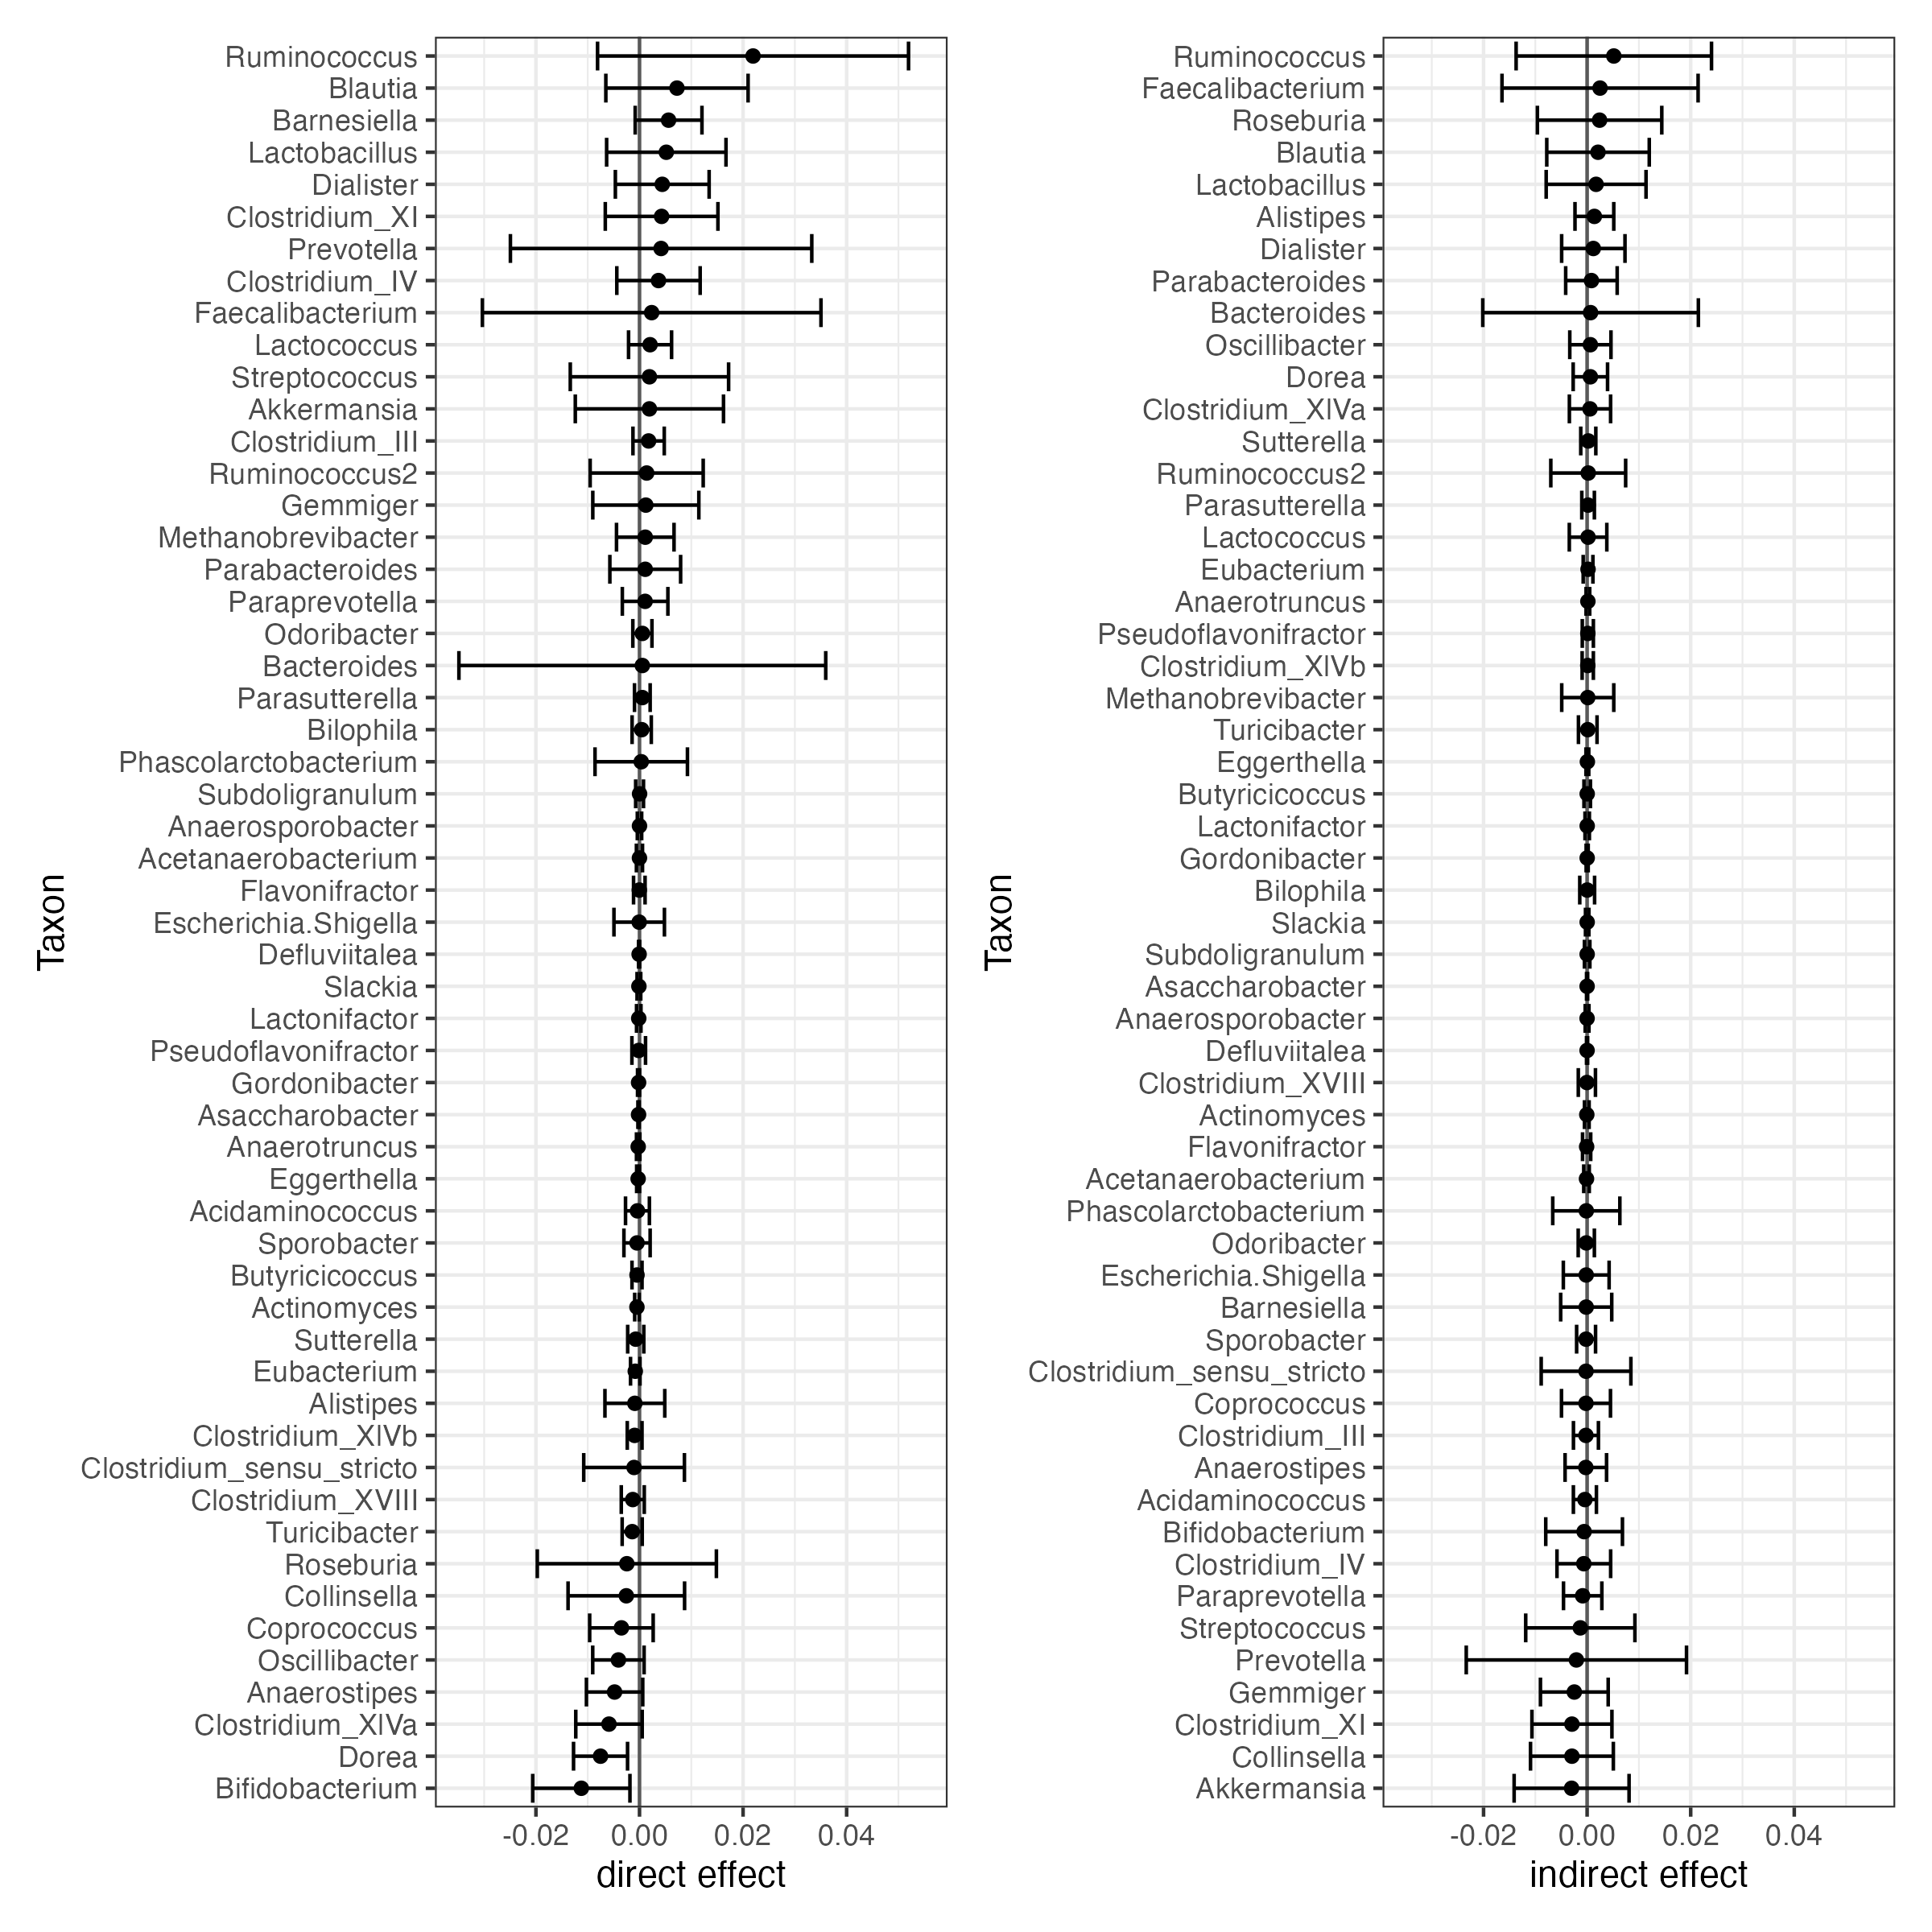 Ruminococcus
Blautia
Barnesiella
Lactobacillus
Dialister
Clostridium_XI
Prevotella
Clostridium_IV
Faecalibacterium
Lactococcus
Streptococcus
Akkermansia
Clostridium_III
Ruminococcus2
Gemmiger
Methanobrevibacter
Parabacteroides
Paraprevotella
Odoribacter
Bacteroides
Parasutterella
Bilophila
Phascolarctobacterium
Subdoligranulum
Anaerosporobacter
Acetanaerobacterium
Flavonifractor
Escherichia.Shigella
Defluviitalea
Slackia
Lactonifactor
Pseudoflavonifractor
Gordonibacter
Asaccharobacter
Anaerotruncus
Eggerthella
Acidaminococcus
Sporobacter
Butyricicoccus
Actinomyces
Sutterella
Eubacterium
Alistipes
Clostridium_XlVb
Clostridium_sensu_stricto
Clostridium_XVIII
Turicibacter
Roseburia
Collinsella
Coprococcus
Oscillibacter
Anaerostipes
Clostridium_XlVa
Dorea
Bifidobacterium
Taxon
-0.02 0.00 0.02 0.04
direct effect
Ruminococcus
Faecalibacterium
Roseburia
Blautia
Lactobacillus
Alistipes
Dialister
Parabacteroides
Bacteroides
Oscillibacter
Dorea
Clostridium_XlVa
Sutterella
Ruminococcus2
Parasutterella
Lactococcus
Eubacterium
Anaerotruncus
Pseudoflavonifractor
Clostridium_XlVb
Methanobrevibacter
Turicibacter
Eggerthella
Butyricicoccus
Lactonifactor
Gordonibacter
Bilophila
Slackia
Subdoligranulum
Asaccharobacter
Anaerosporobacter
Defluviitalea
Clostridium_XVIII
Actinomyces
Flavonifractor
Acetanaerobacterium
Phascolarctobacterium
Odoribacter
Escherichia.Shigella
Barnesiella
Sporobacter
Clostridium_sensu_stricto
Coprococcus
Clostridium_III
Anaerostipes
Acidaminococcus
Bifidobacterium
Clostridium_IV
Paraprevotella
Streptococcus
Prevotella
Gemmiger
Clostridium_XI
Collinsella
Akkermansia
Taxon
-0.02 0.00 0.02 0.04
indirect effect